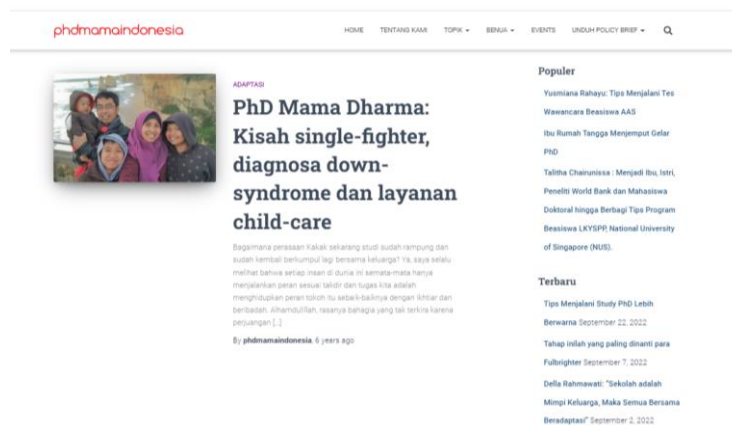 phdmamaindonesia
HOME TENTANG KAMI TOPIK BENUA EVENTS UNDUH POLICY BRIEF
ADAPTASI
PhD Mama Dharma:
Kisah single-fighter,
diagnosa down-
syndrome dan layanan
child-care
Bagaimana perasaan Kakak sekarang studi sudah rampung dan
sudah kembali berkumpul lagi bersama keluarga? Ya, saya selalu
melihat bahwa setiap insan di dunia ini semata-mata hanya
menjalankan peran sesuai takdir dan tugas kita adalah
menghidupkan peran tokoh itu sebaik-baiknya dengan ikhtiar dan
beribadah. Alhamdulillah, rasanya bahagia yang tak terkira karena
perjuangan [...]
By phdmamaindonesia, 6 years ago
Populer
Yusmiana Rahayu: Tips Menjalani Tes
Wawancara Beasiswa AAS
Ibu Rumah Tangga Menjemput Gelar
PhD
Talitha Chairunissa : Menjadi Ibu, Istri,
Peneliti World Bank dan Mahasiswa
Doktoral hingga Berbagi Tips Program
Beasiswa LKYSPP, National University
of Singapore (NUS).
Terbaru
Tips Menjalani Study PhD Lebih
Berwarna September 22, 2022
Tahap inilah yang paling dinanti para
Fulbrighter September 7, 2022
Della Rahmawati: “Sekolah adalah
Mimpi Keluarga, Maka Semua Bersama
Beradaptasi” September 2, 2022